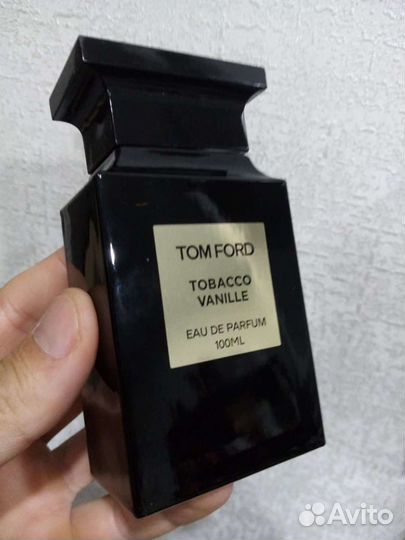 TOM FORD
TOBACCO
VANILLE
EAU DE PARFUM
100ML
Avito